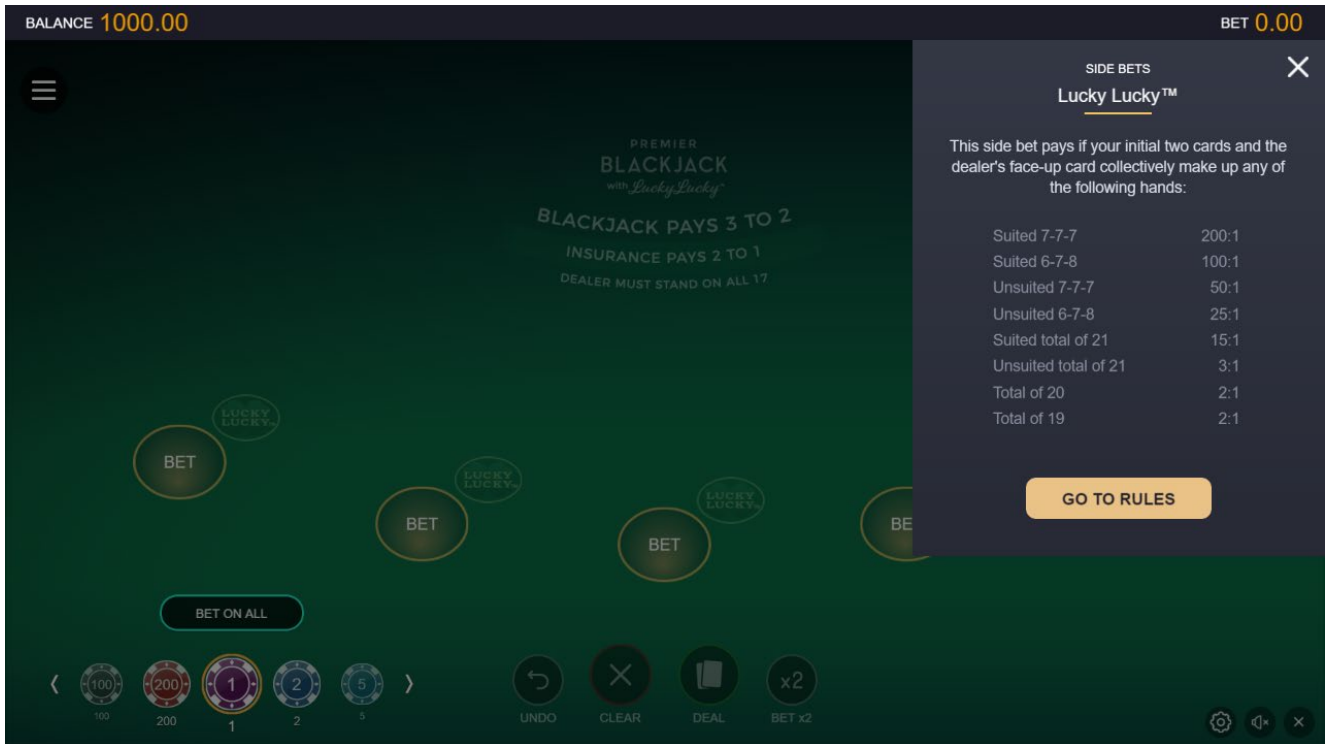 BALANCE 1000.00
BET 0.00
SIDE BETS
Lucky Lucky™
This side bet pays if your initial two cards and the
dealer's face-up card collectively make up any of
the following hands:
Suited 7-7-7 200:1
Suited 6-7-8 100:1
Unsuited 7-7-7 50:1
Unsuited 6-7-8 25:1
Suited total of 21 15:1
Unsuited total of 21 3:1
Total of 20 2:1
Total of 19 2:1
GO TO RULES
PREMIER
BLACKJACK
with Lucky Lucky™
BLACKJACK PAYS 3 TO 2
INSURANCE PAYS 2 TO 1
DEALER MUST STAND ON ALL 17
LUCKY
LUCKY™
BET
LUCKY
LUCKY™
BET
LUCKY
LUCKY™
BET
BE
BET ON ALL
100
200
1
2
5
x2
100
200
1
2
5
UNDO
CLEAR
DEAL
BET x2